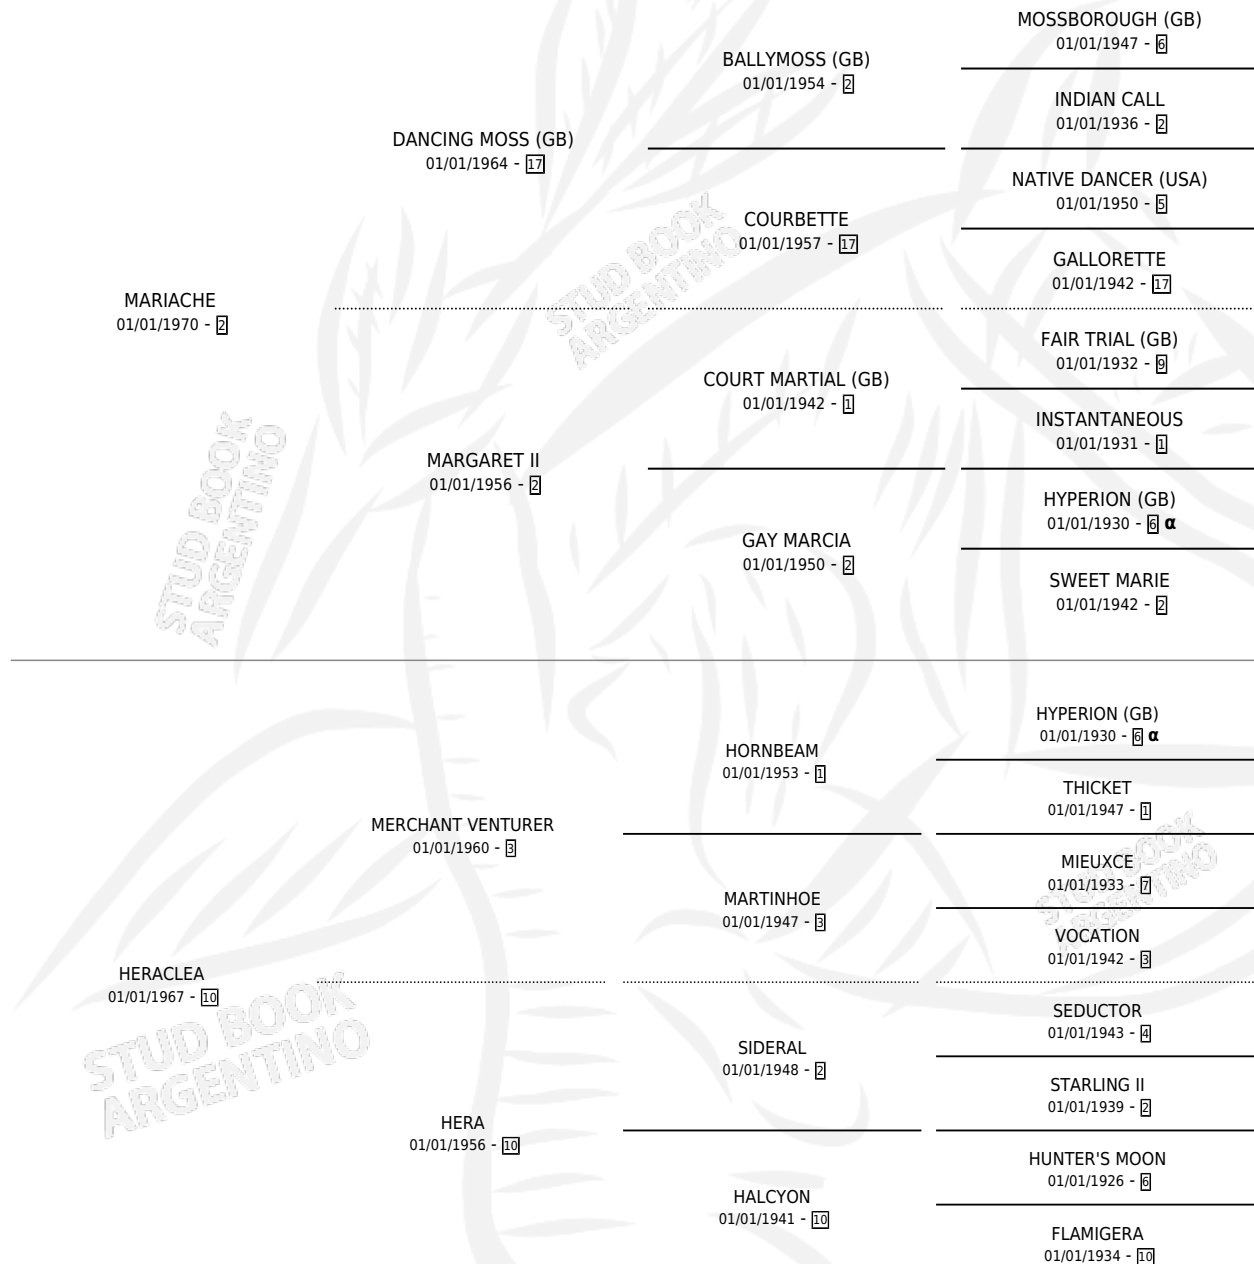 MOSSBOROUGH (GB)
01/01/1947 - 6
BALLYMOSS (GB)
01/01/1954 - 2
INDIAN CALL
01/01/1936 - 2
DANCING MOSS (GB)
01/01/1964 - 17
NATIVE DANCER (USA)
01/01/1950 - 5
COURBETTE
01/01/1957 - 17
GALLORETTE
01/01/1942 - 17
MARIACHE
01/01/1970 - 2
FAIR TRIAL (GB)
01/01/1932 - 9
COURT MARTIAL (GB)
01/01/1942 - 1
INSTANTANEOUS
01/01/1931 - 1
MARGARET II
01/01/1956 - 2
HYPERION (GB)
01/01/1930 - 6 α
GAY MARCIA
01/01/1950 - 2
SWEET MARIE
01/01/1942 - 2
HYPERION (GB)
01/01/1930 - 6 α
HORNBEAM
01/01/1953 - 1
THICKET
01/01/1947 - 1
MERCHANT VENTURER
01/01/1960 - 3
MIEUXCE
01/01/1933 - 7
MARTINHOE
01/01/1947 - 3
VOCATION
01/01/1942 - 3
HERACLEA
01/01/1967 - 10
SEDUCTOR
01/01/1943 - 4
SIDERAL
01/01/1948 - 2
STARLING II
01/01/1939 - 2
HERA
01/01/1956 - 10
HUNTER'S MOON
01/01/1926 - 6
HALCYON
01/01/1941 - 10
FLAMIGERA
01/01/1934 - 10
STUD BOOK
ARGENTINO
STUD BOOK
ARGENTINO
STUD BOOK
ARGENTINO
STUD BOOK
ARGENTINO